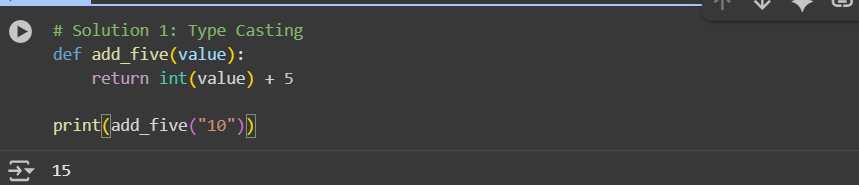 # Solution 1: Type Casting
def add_five(value):
    return int(value) + 5

print(add_five("10"))
15